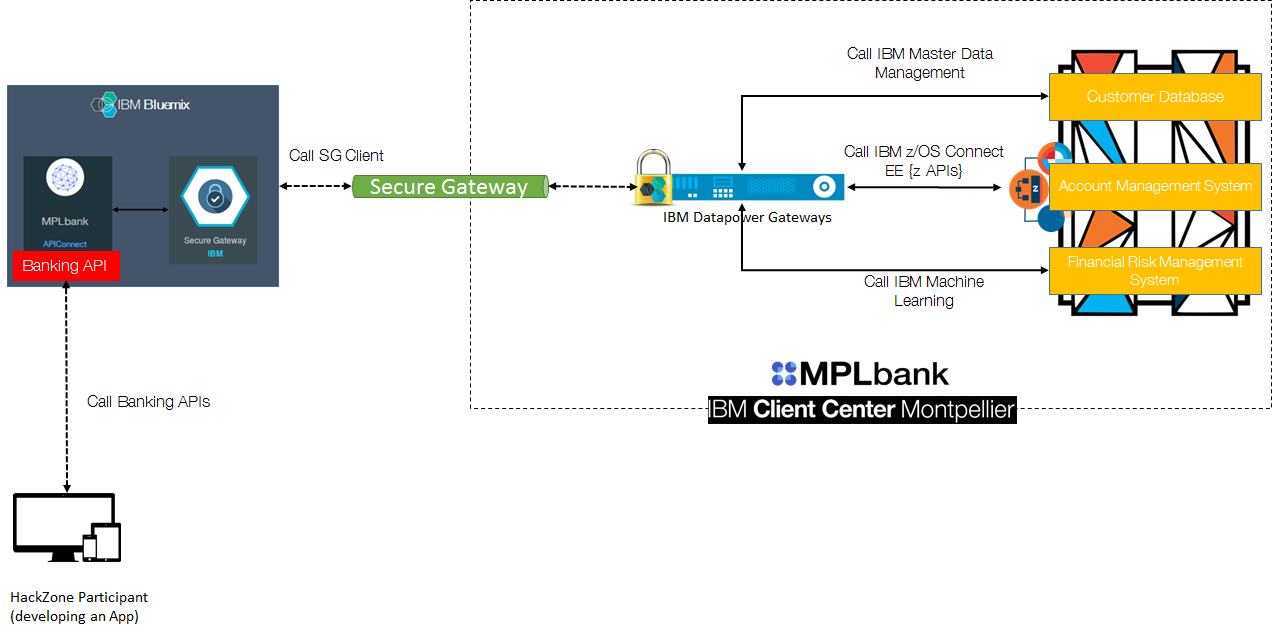 IBM Bluemix
MPLbank
APIConnect
Banking API
Secure Gateway
IBM
Call SG Client
Secure Gateway
IBM Datapower Gateways
Call IBM Master Data
Management
Call IBM z/OS Connect
EE {z APIs}
Call IBM Machine
Learning
Customer Database
z
Account Management System
Financial Risk Management
System
MPLbank
IBM Client Center Montpellier
Call Banking APIs
HackZone Participant
(developing an App)